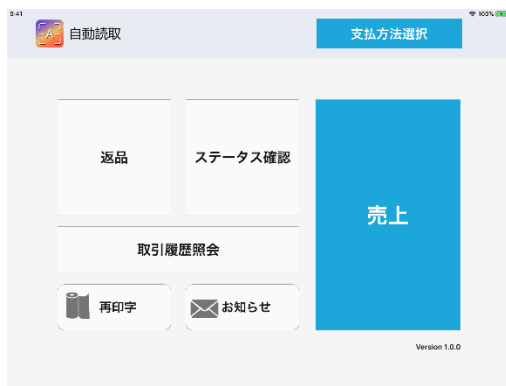 9:41
103%
A
自動読取
支払方法選択
返品
ステータス確認
売上
取引履歴照会
再印字
お知らせ
Version 1.0.0